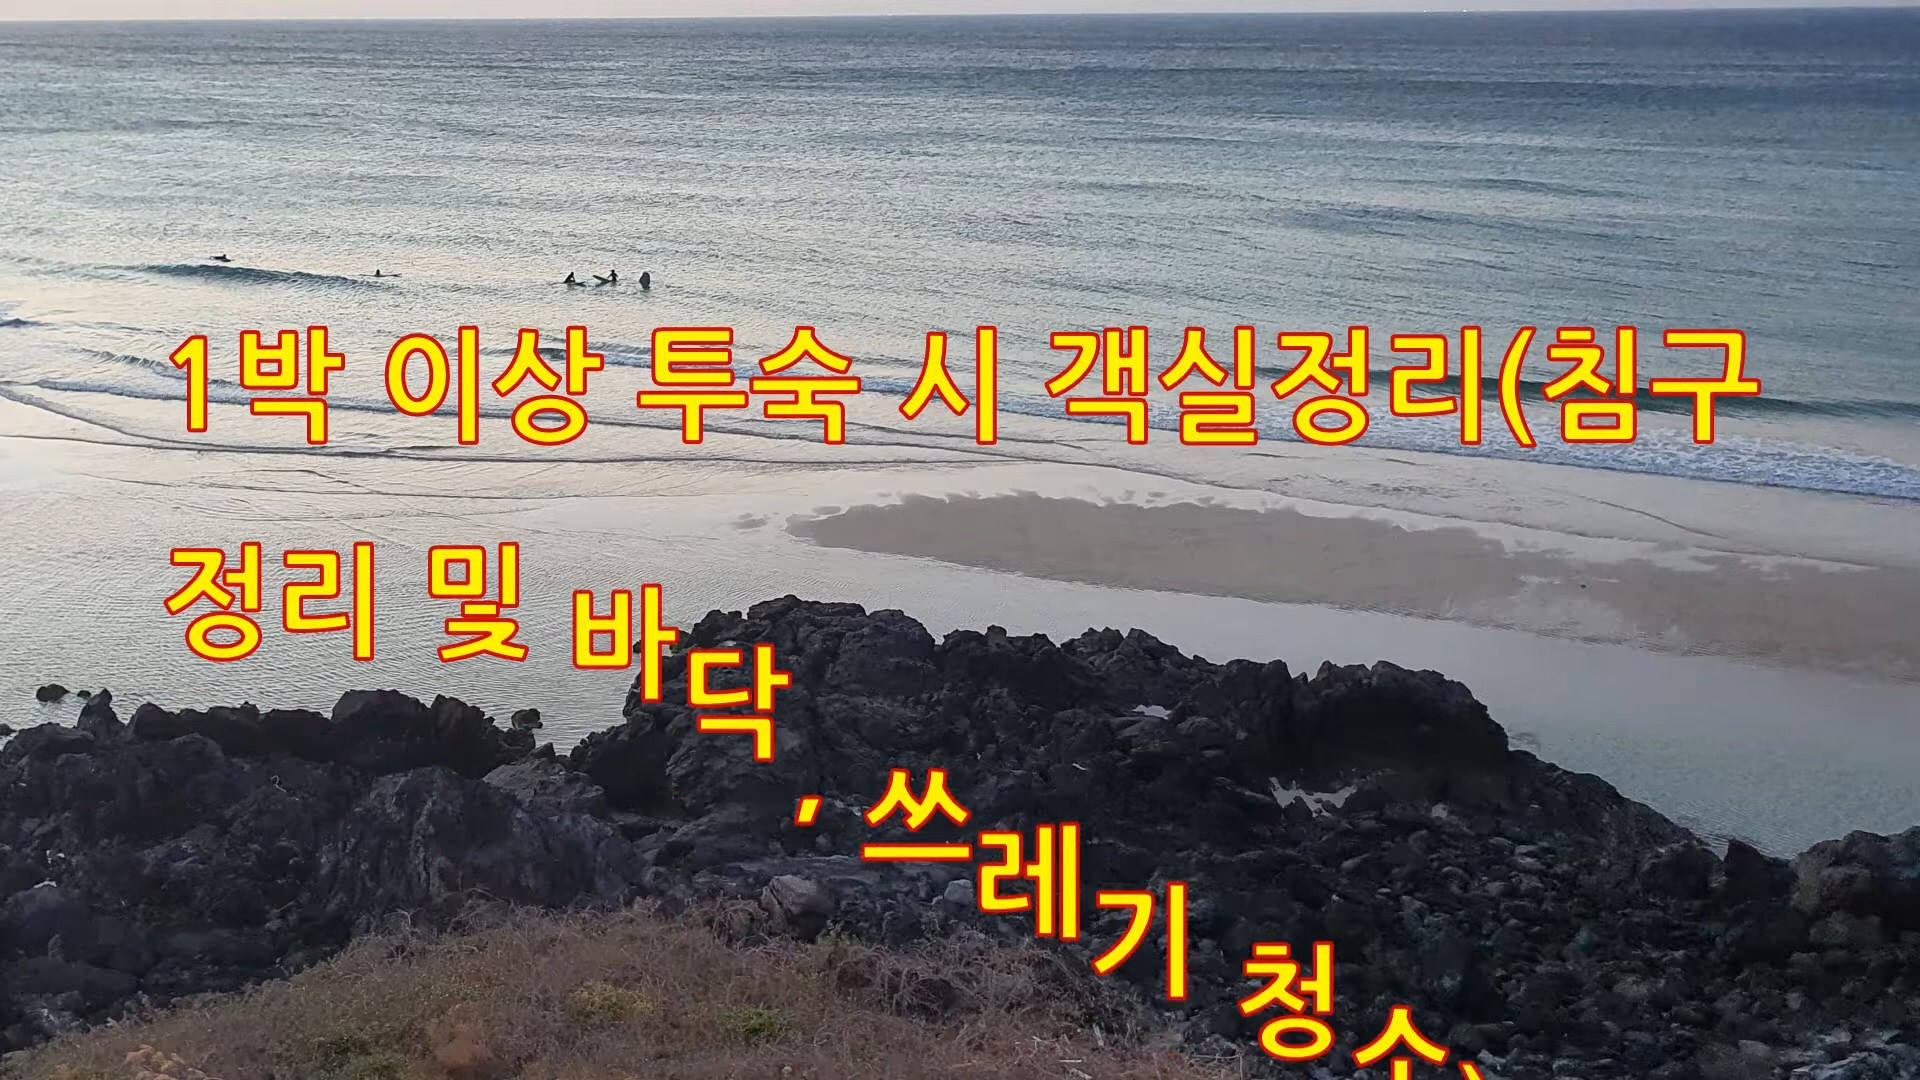 1박 이상 투숙 시 객실정리(침구
정리 및 바닥, 쓰레기 청소)